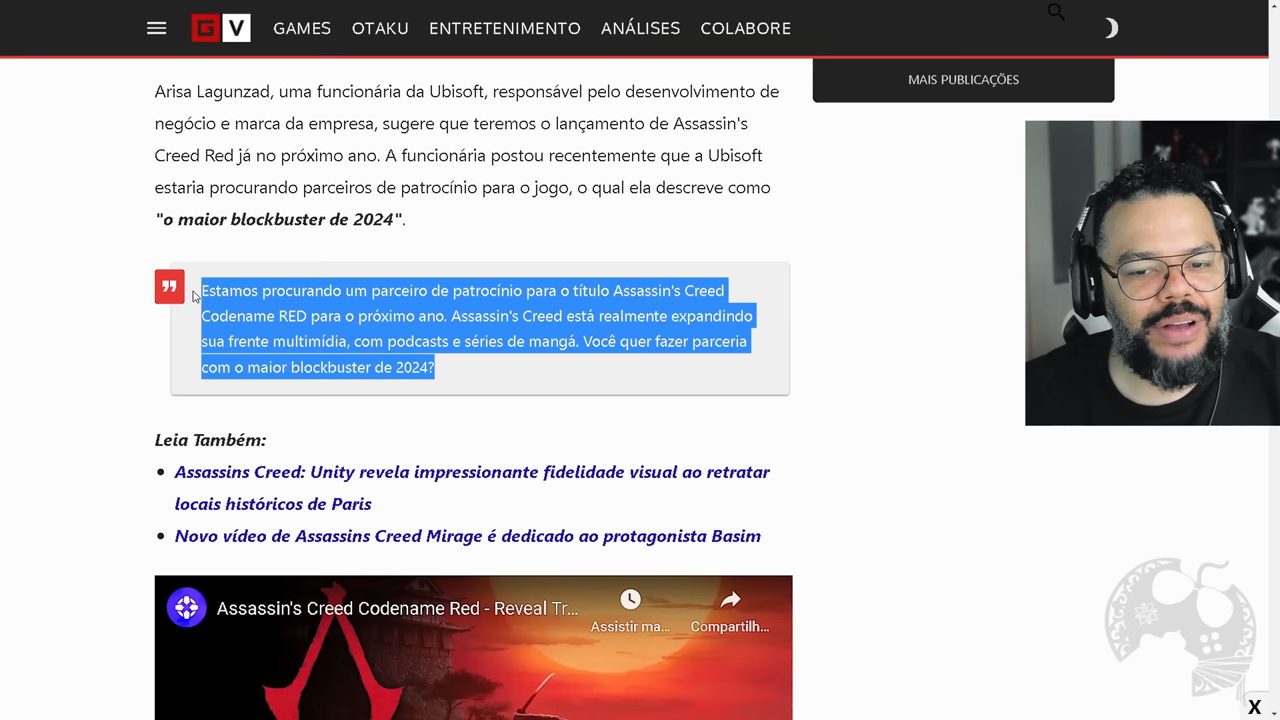 GV
GAMES
OTAKU
ENTRETENIMENTO
ANÁLISES
COLABORE
MAIS PUBLICAÇÕES
Arisa Lagunzad, uma funcionária da Ubisoft, responsável pelo desenvolvimento de
negócio e marca da empresa, sugere que teremos o lançamento de Assassin's
Creed Red já no próximo ano. A funcionária postou recentemente que a Ubisoft
estaria procurando parceiros de patrocínio para o jogo, o qual ela descreve como
"o maior blockbuster de 2024".
Estamos procurando um parceiro de patrocínio para o título Assassin's Creed
Codename RED para o próximo ano. Assassin's Creed está realmente expandindo
sua frente multimídia, com podcasts e séries de mangá. Você quer fazer parceria
com o maior blockbuster de 2024?
Leia Também:
Assassins Creed: Unity revela impressionante fidelidade visual ao retratar
locais históricos de Paris
Novo vídeo de Assassins Creed Mirage é dedicado ao protagonista Basim
Assassin's Creed Codename Red - Reveal Tr...
Assistir ma...
Compartilh...
X